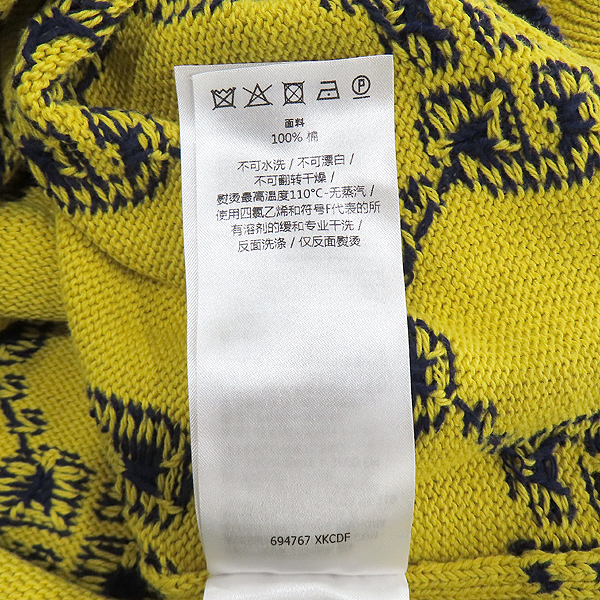 P
面料
100% 棉
不可水洗 / 不可漂白 /
不可翻转干燥 /
熨烫最高温度110°C-无蒸汽 /
使用四氯乙烯和符号F代表的所
有溶剂的缓和专业干洗 /
反面洗涤 / 仅反面熨烫
694767 XKCDF